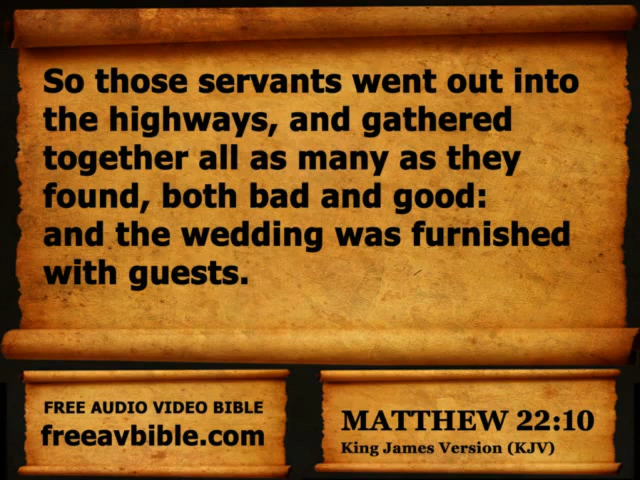 So those servants went out into
the highways, and gathered
together all as many as they
found, both bad and good:
and the wedding was furnished
with guests.
FREE AUDIO VIDEO BIBLE
freeavbible.com
MATTHEW 22:10
King James Version (KJV)